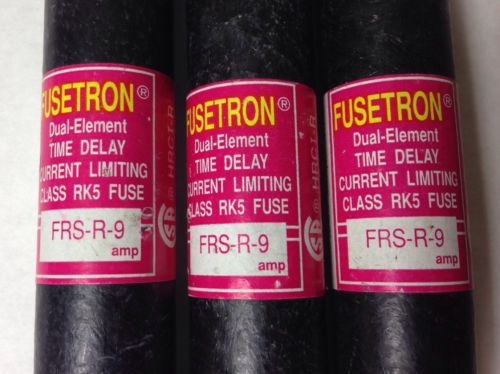 FUSETRON®
Dual-Element
TIME DELAY
CURRENT LIMITING
CLASS RK5 FUSE
FRS-R-9
amp
FUSETRON®
Dual-Element
TIME DELAY
CURRENT LIMITING
CLASS RK5 FUSE
FRS-R-9
amp
® HRCI-R
FUSETRON®
Dual-Element
TIME DELAY
CURRENT LIMITING
CLASS RK5 FUSE
FRS-R-9
amp